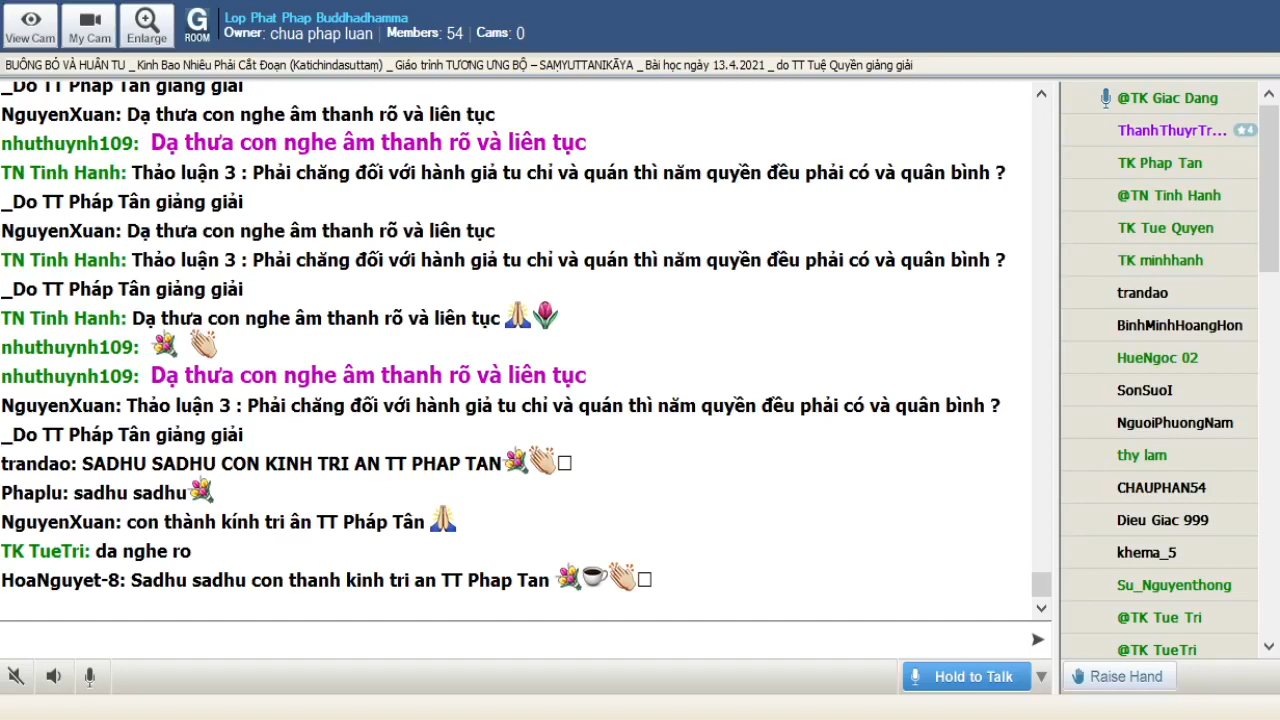 View Cam
My Cam
Enlarge
G
ROOM
Lop Phat Phap Buddhadhamma
Owner: chua phap luan | Members: 54 | Cams: 0
BUÔNG BỎ VÀ HUÂN TU _ Kinh Bao Nhiêu Phải Cắt Đoạn (Katichindasuttaṃ) _ Giáo trình TƯƠNG ƯNG BỘ – SAṂYUTTANIKĀYA _ Bài học ngày 13.4.2021 _ do TT Tuệ Quyền giảng giải
_Do TT Pháp Tân giảng giải
NguyenXuan: Dạ thưa con nghe âm thanh rõ và liên tục
nhuthuynh109: Dạ thưa con nghe âm thanh rõ và liên tục
TN Tinh Hanh: Thảo luận 3 : Phải chăng đối với hành giả tu chỉ và quán thì năm quyền đều phải có và quân bình ?
_Do TT Pháp Tân giảng giải
NguyenXuan: Dạ thưa con nghe âm thanh rõ và liên tục
TN Tinh Hanh: Thảo luận 3 : Phải chăng đối với hành giả tu chỉ và quán thì năm quyền đều phải có và quân bình ?
_Do TT Pháp Tân giảng giải
TN Tinh Hanh: Dạ thưa con nghe âm thanh rõ và liên tục 🙏🌷
nhuthuynh109: 💐 👏
nhuthuynh109: Dạ thưa con nghe âm thanh rõ và liên tục
NguyenXuan: Thảo luận 3 : Phải chăng đối với hành giả tu chỉ và quán thì năm quyền đều phải có và quân bình ?
_Do TT Pháp Tân giảng giải
trandao: SADHU SADHU CON KINH TRI AN TT PHAP TAN💐👏□
Phaplu: sadhu sadhu💐
NguyenXuan: con thành kính tri ân TT Pháp Tân 🙏
TK TueTri: da nghe ro
HoaNguyet-8: Sadhu sadhu con thanh kinh tri an TT Phap Tan 💐☕👏□
@TK Giac Dang
ThanhThuyrTr... ★4
TK Phap Tan
@TN Tinh Hanh
TK Tue Quyen
TK minhhanh
trandao
BinhMinhHoangHon
HueNgoc 02
SonSuoI
NguoiPhuongNam
thy lam
CHAUPHAN54
Dieu Giac 999
khema_5
Su_Nguyenthong
@TK Tue Tri
@TK TueTri
Hold to Talk
Raise Hand